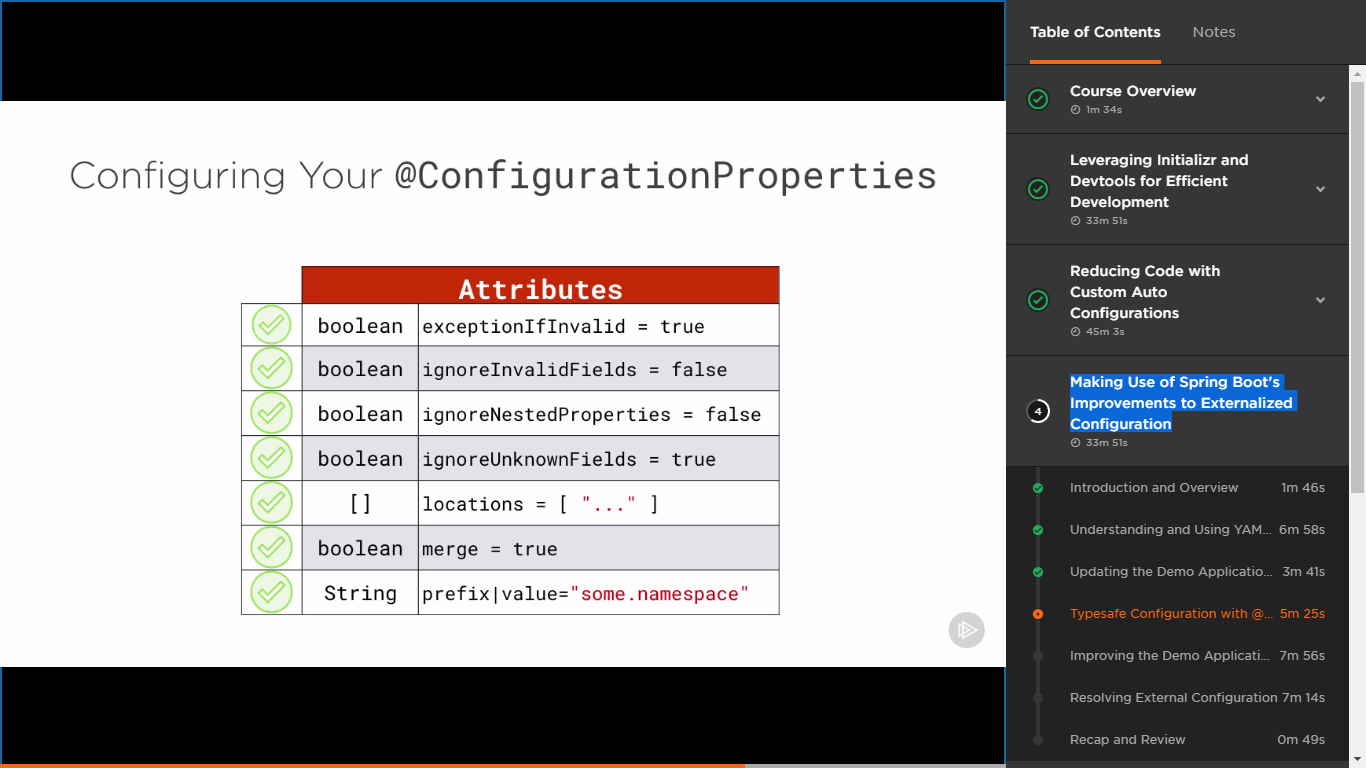 Configuring Your @ConfigurationProperties
Attributes
boolean exceptionIfInvalid = true
boolean ignoreInvalidFields = false
boolean ignoreNestedProperties = false
boolean ignoreUnknownFields = true
[] locations = [ "..." ]
boolean merge = true
String prefix|value="some.namespace"
Table of Contents Notes
Course Overview
1m 34s
Leveraging Initializr and
Devtools for Efficient
Development
33m 51s
Reducing Code with
Custom Auto
Configurations
45m 3s
4
Making Use of Spring Boot's
Improvements to Externalized
Configuration
33m 51s
Introduction and Overview 1m 46s
Understanding and Using YAM... 6m 58s
Updating the Demo Applicatio... 3m 41s
Typesafe Configuration with @... 5m 25s
Improving the Demo Applicati... 7m 56s
Resolving External Configuration 7m 14s
Recap and Review 0m 49s